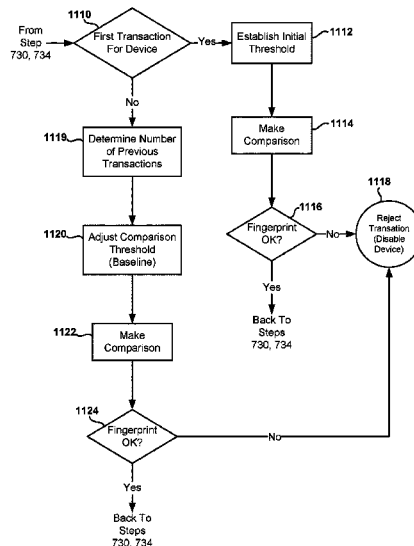 1110
From
Step
730, 734
First Transaction
For Device
Yes
1112
Establish Initial
Threshold
No
1119
Determine Number
of Previous
Transactions
1114
Make
Comparison
1116
Fingerprint
OK?
No
1118
Reject
Transation
(Disable
Device)
1120
Adjust Comparison
Threshold
(Baseline)
Yes
Back To
Steps
730, 734
1122
Make
Comparison
1124
Fingerprint
OK?
No
Yes
Back To
Steps
730, 734